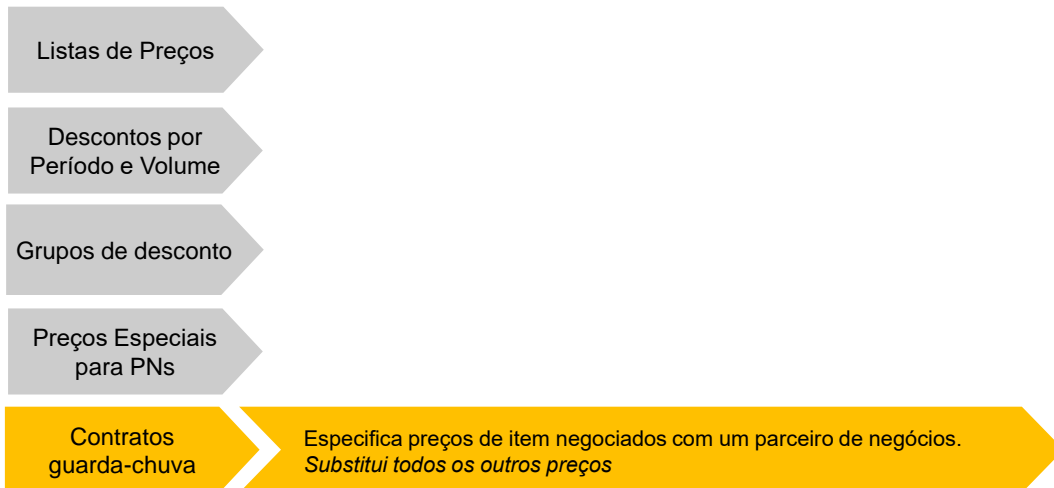 Listas de Preços
Descontos por
Período e Volume
Grupos de desconto
Preços Especiais
para PNs
Contratos
guarda-chuva
Especifica preços de item negociados com um parceiro de negócios.
Substitui todos os outros preços